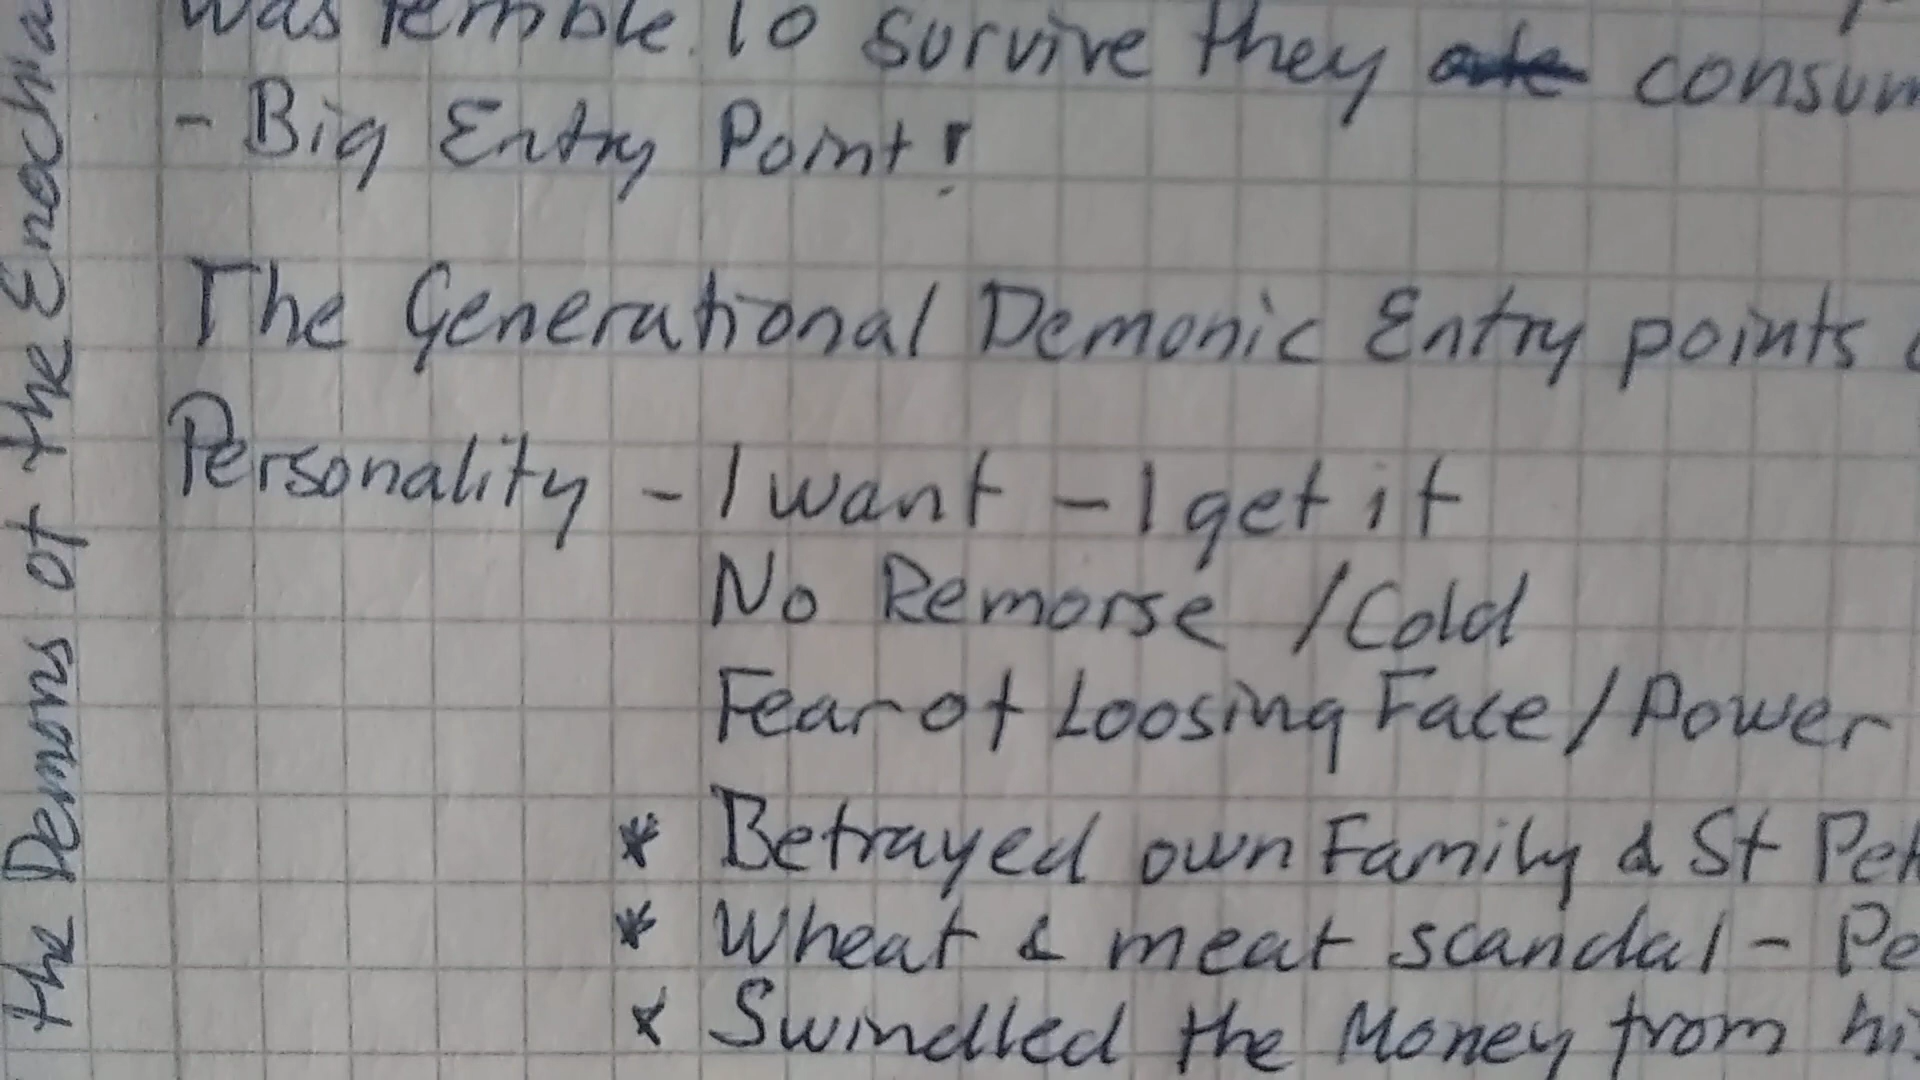 was terrible. To survive they consum
- Big Entry Point!
The Generational Demonic Entry points
Personality - I want - I get it
No Remorse / Cold
Fear of Loosing Face / Power
* Betrayed own Family & St Pet
* Wheat & meat scandal - Pe
* Swindled the Money from hi
the Demons of the Enochia